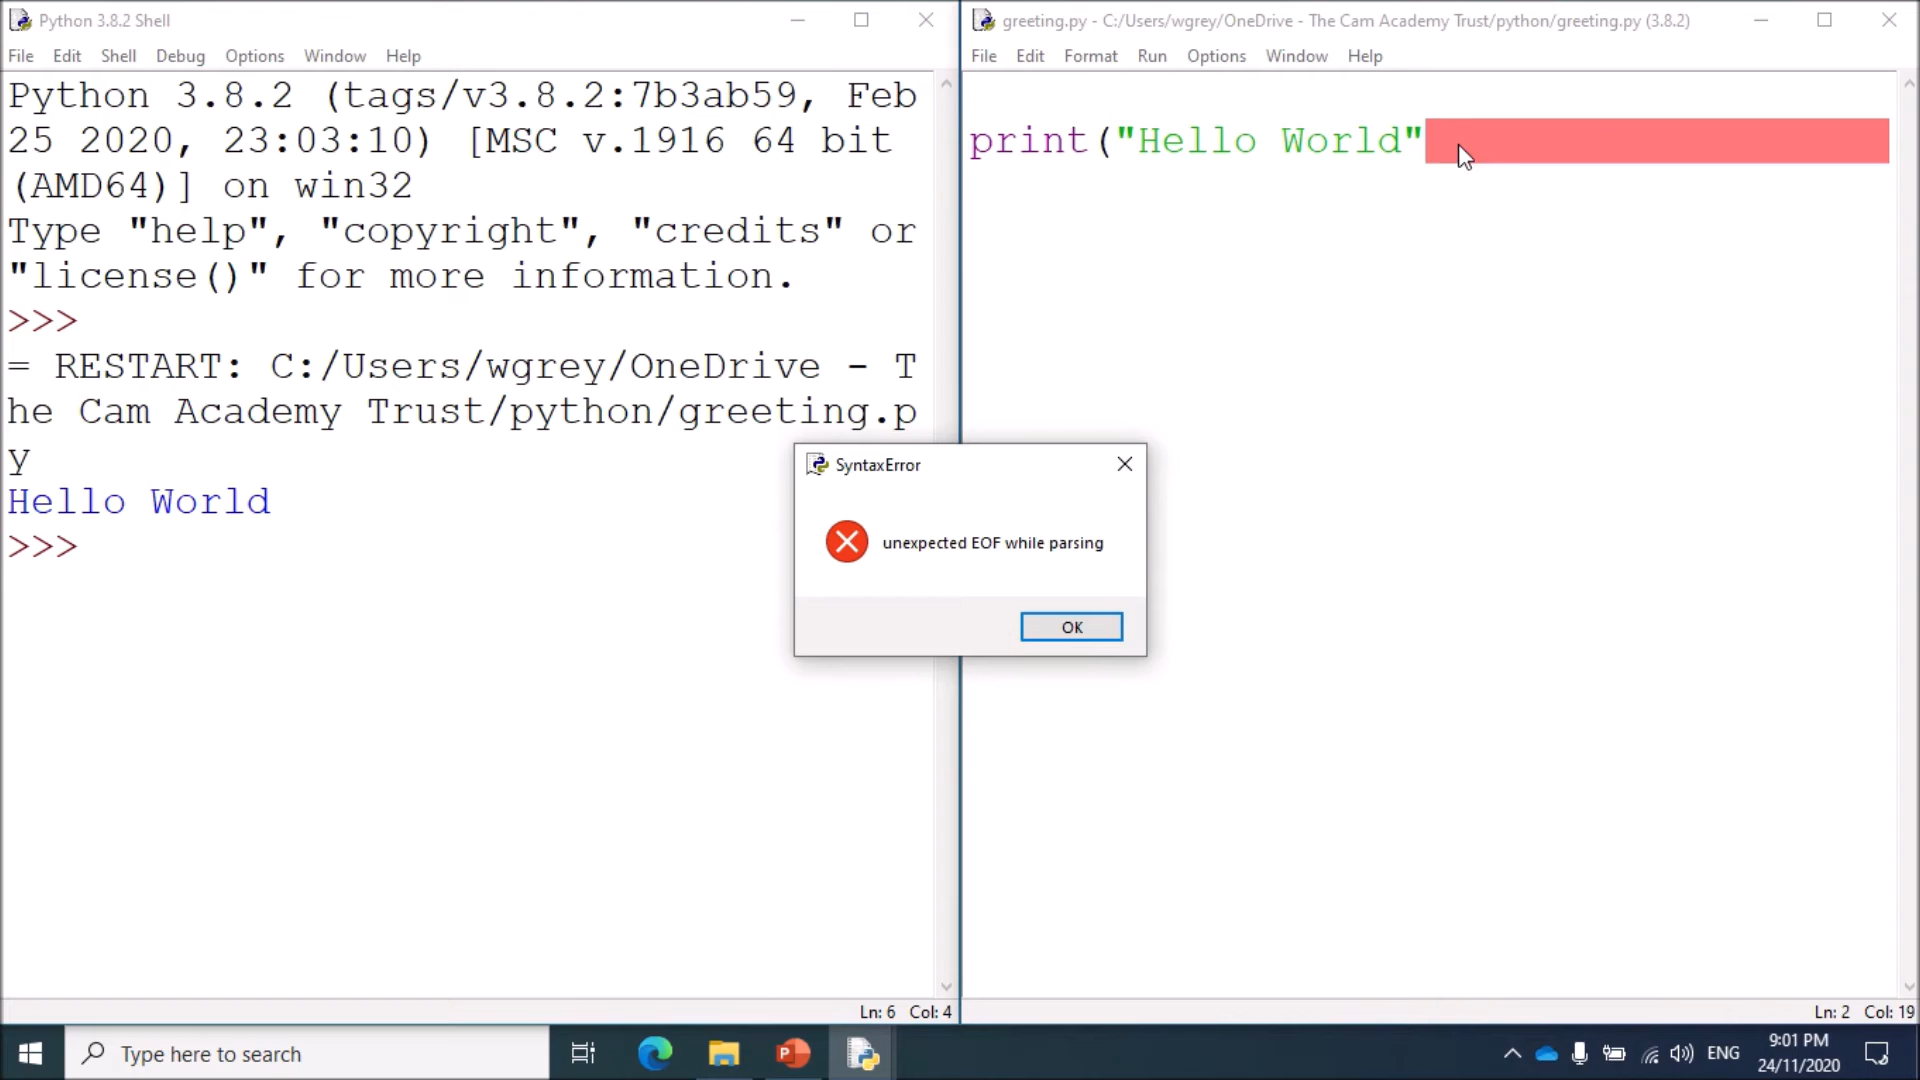 Python 3.8.2 Shell
File Edit Shell Debug Options Window Help
Python 3.8.2 (tags/v3.8.2:7b3ab59, Feb
25 2020, 23:03:10) [MSC v.1916 64 bit
(AMD64)] on win32
Type "help", "copyright", "credits" or
"license()" for more information.
>>>
= RESTART: C:/Users/wgrey/OneDrive - T
he Cam Academy Trust/python/greeting.p
y
Hello World
>>>
Ln: 6 Col: 4
greeting.py - C:/Users/wgrey/OneDrive - The Cam Academy Trust/python/greeting.py (3.8.2)
File Edit Format Run Options Window Help
print("Hello World"
Ln: 2 Col: 19
SyntaxError
unexpected EOF while parsing
OK
Type here to search
ENG
9:01 PM
24/11/2020